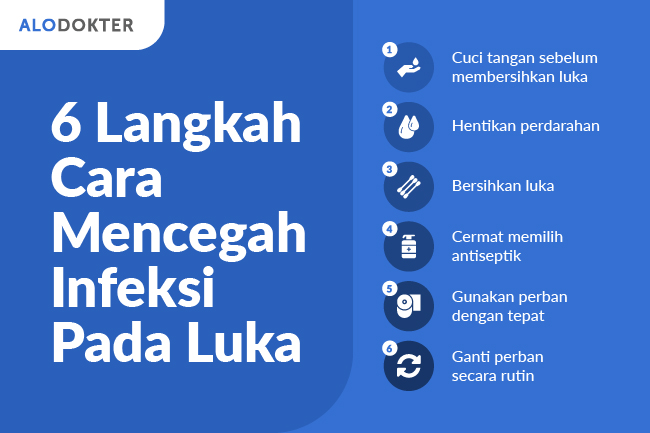 ALODOKTER
6 Langkah
Cara
Mencegah
Infeksi
Pada Luka
1
Cuci tangan sebelum
membersihkan luka
2
Hentikan perdarahan
3
Bersihkan luka
4
Cermat memilih
antiseptik
5
Gunakan perban
dengan tepat
6
Ganti perban
secara rutin